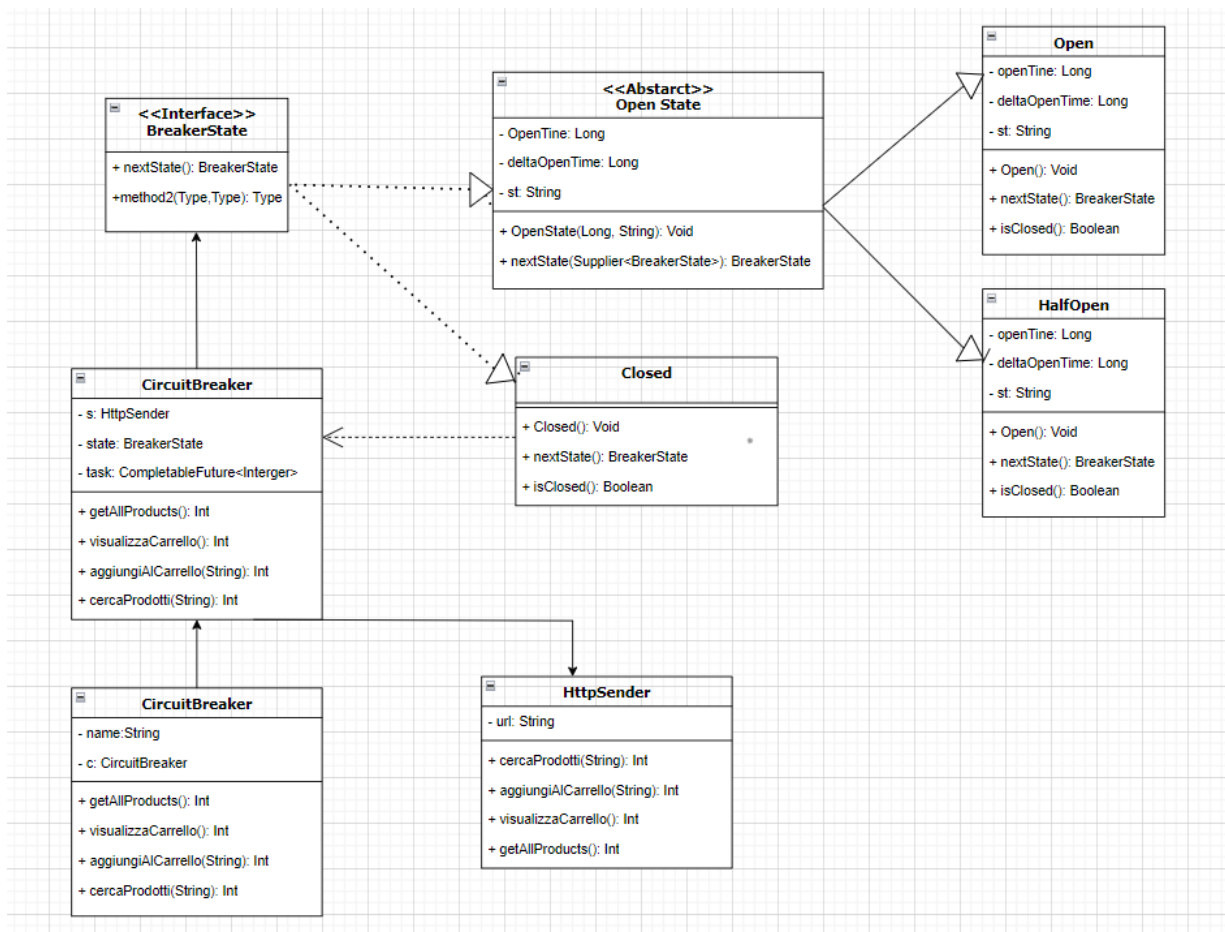 <<Interface>>
BreakerState
+ nextState(): BreakerState
+method2(Type,Type): Type
<<Abstarct>>
Open State
- OpenTine: Long
- deltaOpenTime: Long
- st: String
+ OpenState(Long, String): Void
+ nextState(Supplier<BreakerState>): BreakerState
Open
- openTine: Long
- deltaOpenTime: Long
- st: String
+ Open(): Void
+ nextState(): BreakerState
+ isClosed(): Boolean
HalfOpen
- openTine: Long
- deltaOpenTime: Long
- st: String
+ Open(): Void
+ nextState(): BreakerState
+ isClosed(): Boolean
Closed
+ Closed(): Void
+ nextState(): BreakerState
+ isClosed(): Boolean
CircuitBreaker
- s: HttpSender
- state: BreakerState
- task: CompletableFuture<Interger>
+ getAllProducts(): Int
+ visualizzaCarrello(): Int
+ aggiungiAlCarrello(String): Int
+ cercaProdotti(String): Int
CircuitBreaker
- name:String
- c: CircuitBreaker
+ getAllProducts(): Int
+ visualizzaCarrello(): Int
+ aggiungiAlCarrello(String): Int
+ cercaProdotti(String): Int
HttpSender
- url: String
+ cercaProdotti(String): Int
+ aggiungiAlCarrello(String): Int
+ visualizzaCarrello(): Int
+ getAllProducts(): Int